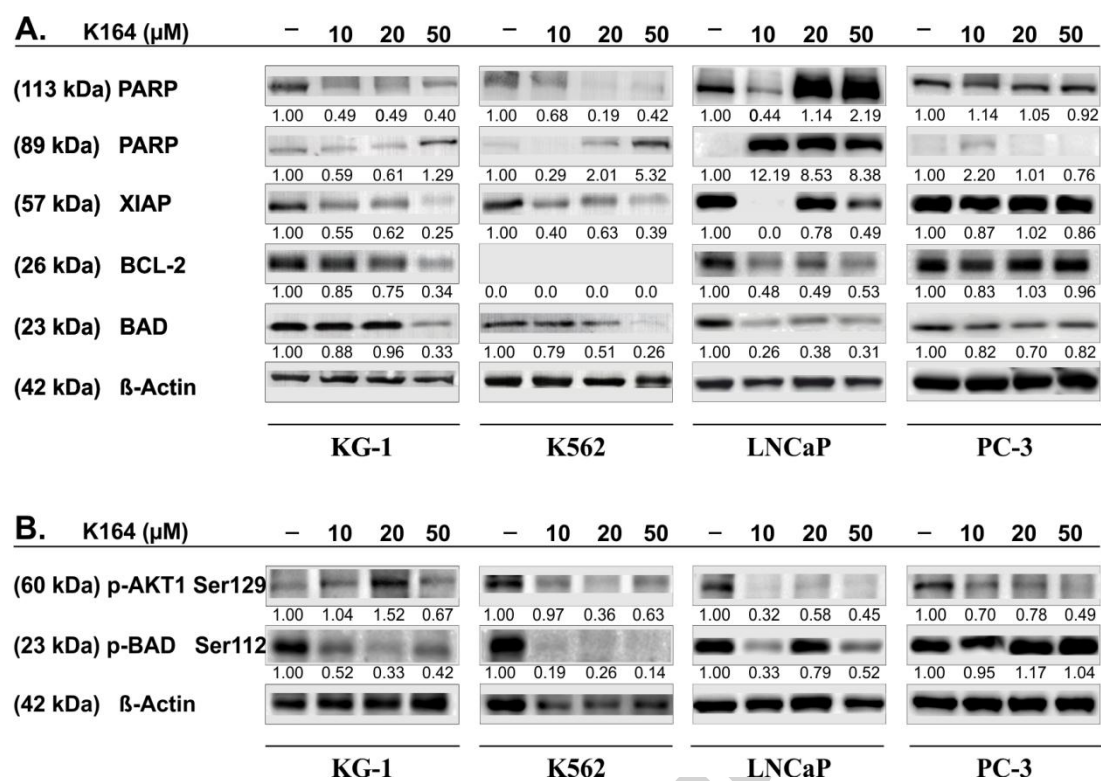 A. K164 (µM) – 10 20 50 – 10 20 50 – 10 20 50 – 10 20 50
(113 kDa) PARP
1.00 0.49 0.49 0.40 1.00 0.68 0.19 0.42 1.00 0.44 1.14 2.19 1.00 1.14 1.05 0.92
(89 kDa) PARP
1.00 0.59 0.61 1.29 1.00 0.29 2.01 5.32 1.00 12.19 8.53 8.38 1.00 2.20 1.01 0.76
(57 kDa) XIAP
1.00 0.55 0.62 0.25 1.00 0.40 0.63 0.39 1.00 0.0 0.78 0.49 1.00 0.87 1.02 0.86
(26 kDa) BCL-2
1.00 0.85 0.75 0.34 0.0 0.0 0.0 0.0 1.00 0.48 0.49 0.53 1.00 0.83 1.03 0.96
(23 kDa) BAD
1.00 0.88 0.96 0.33 1.00 0.79 0.51 0.26 1.00 0.26 0.38 0.31 1.00 0.82 0.70 0.82
(42 kDa) ß-Actin
KG-1 K562 LNCaP PC-3
B. K164 (µM) – 10 20 50 – 10 20 50 – 10 20 50 – 10 20 50
(60 kDa) p-AKT1 Ser129
1.00 1.04 1.52 0.67 1.00 0.97 0.36 0.63 1.00 0.32 0.58 0.45 1.00 0.70 0.78 0.49
(23 kDa) p-BAD Ser112
1.00 0.52 0.33 0.42 1.00 0.19 0.26 0.14 1.00 0.33 0.79 0.52 1.00 0.95 1.17 1.04
(42 kDa) ß-Actin
KG-1 K562 LNCaP PC-3